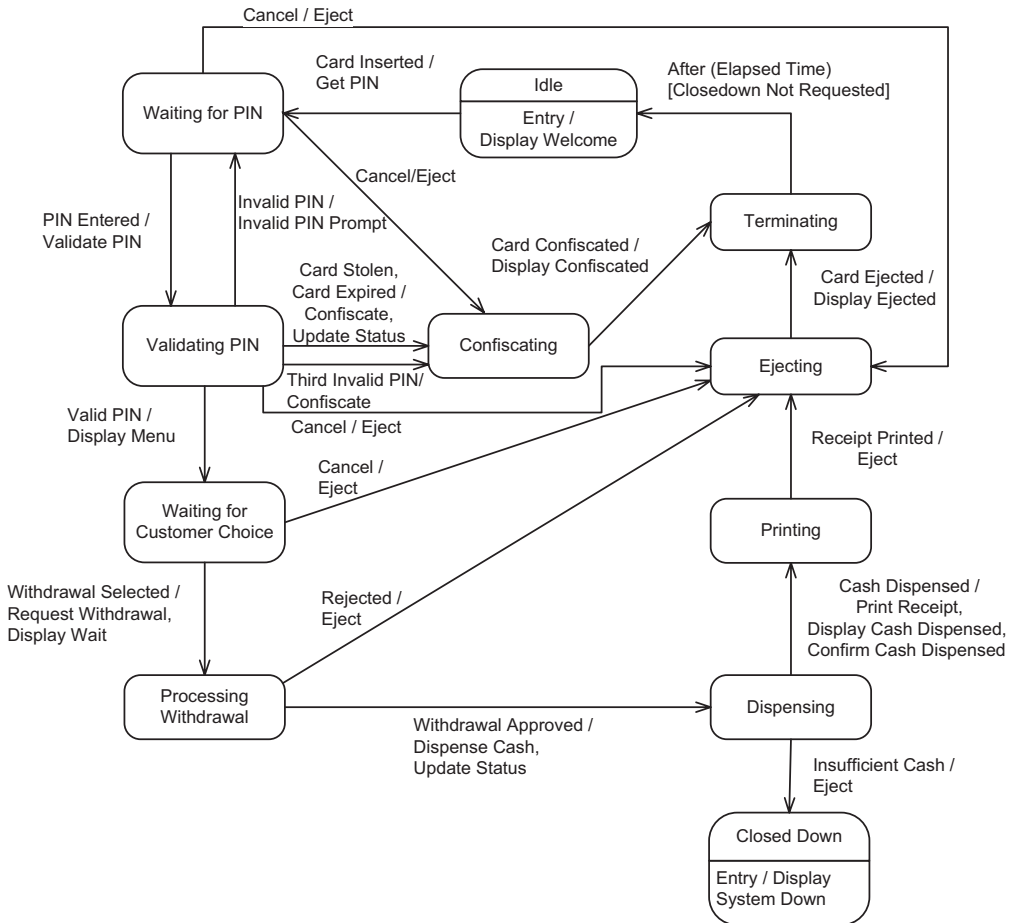 Cancel / Eject
Card Inserted /
Get PIN
Idle
Entry /
Display Welcome
After (Elapsed Time)
[Closedown Not Requested]
Waiting for PIN
Cancel/Eject
PIN Entered /
Validate PIN
Invalid PIN /
Invalid PIN Prompt
Terminating
Card Confiscated /
Display Confiscated
Card Ejected /
Display Ejected
Card Stolen,
Card Expired /
Confiscate,
Update Status
Validating PIN
Confiscating
Ejecting
Third Invalid PIN/
Confiscate
Cancel / Eject
Valid PIN /
Display Menu
Cancel /
Eject
Receipt Printed /
Eject
Waiting for
Customer Choice
Printing
Withdrawal Selected /
Request Withdrawal,
Display Wait
Rejected /
Eject
Cash Dispensed /
Print Receipt,
Display Cash Dispensed,
Confirm Cash Dispensed
Processing
Withdrawal
Dispensing
Withdrawal Approved /
Dispense Cash,
Update Status
Insufficient Cash /
Eject
Closed Down
Entry / Display
System Down